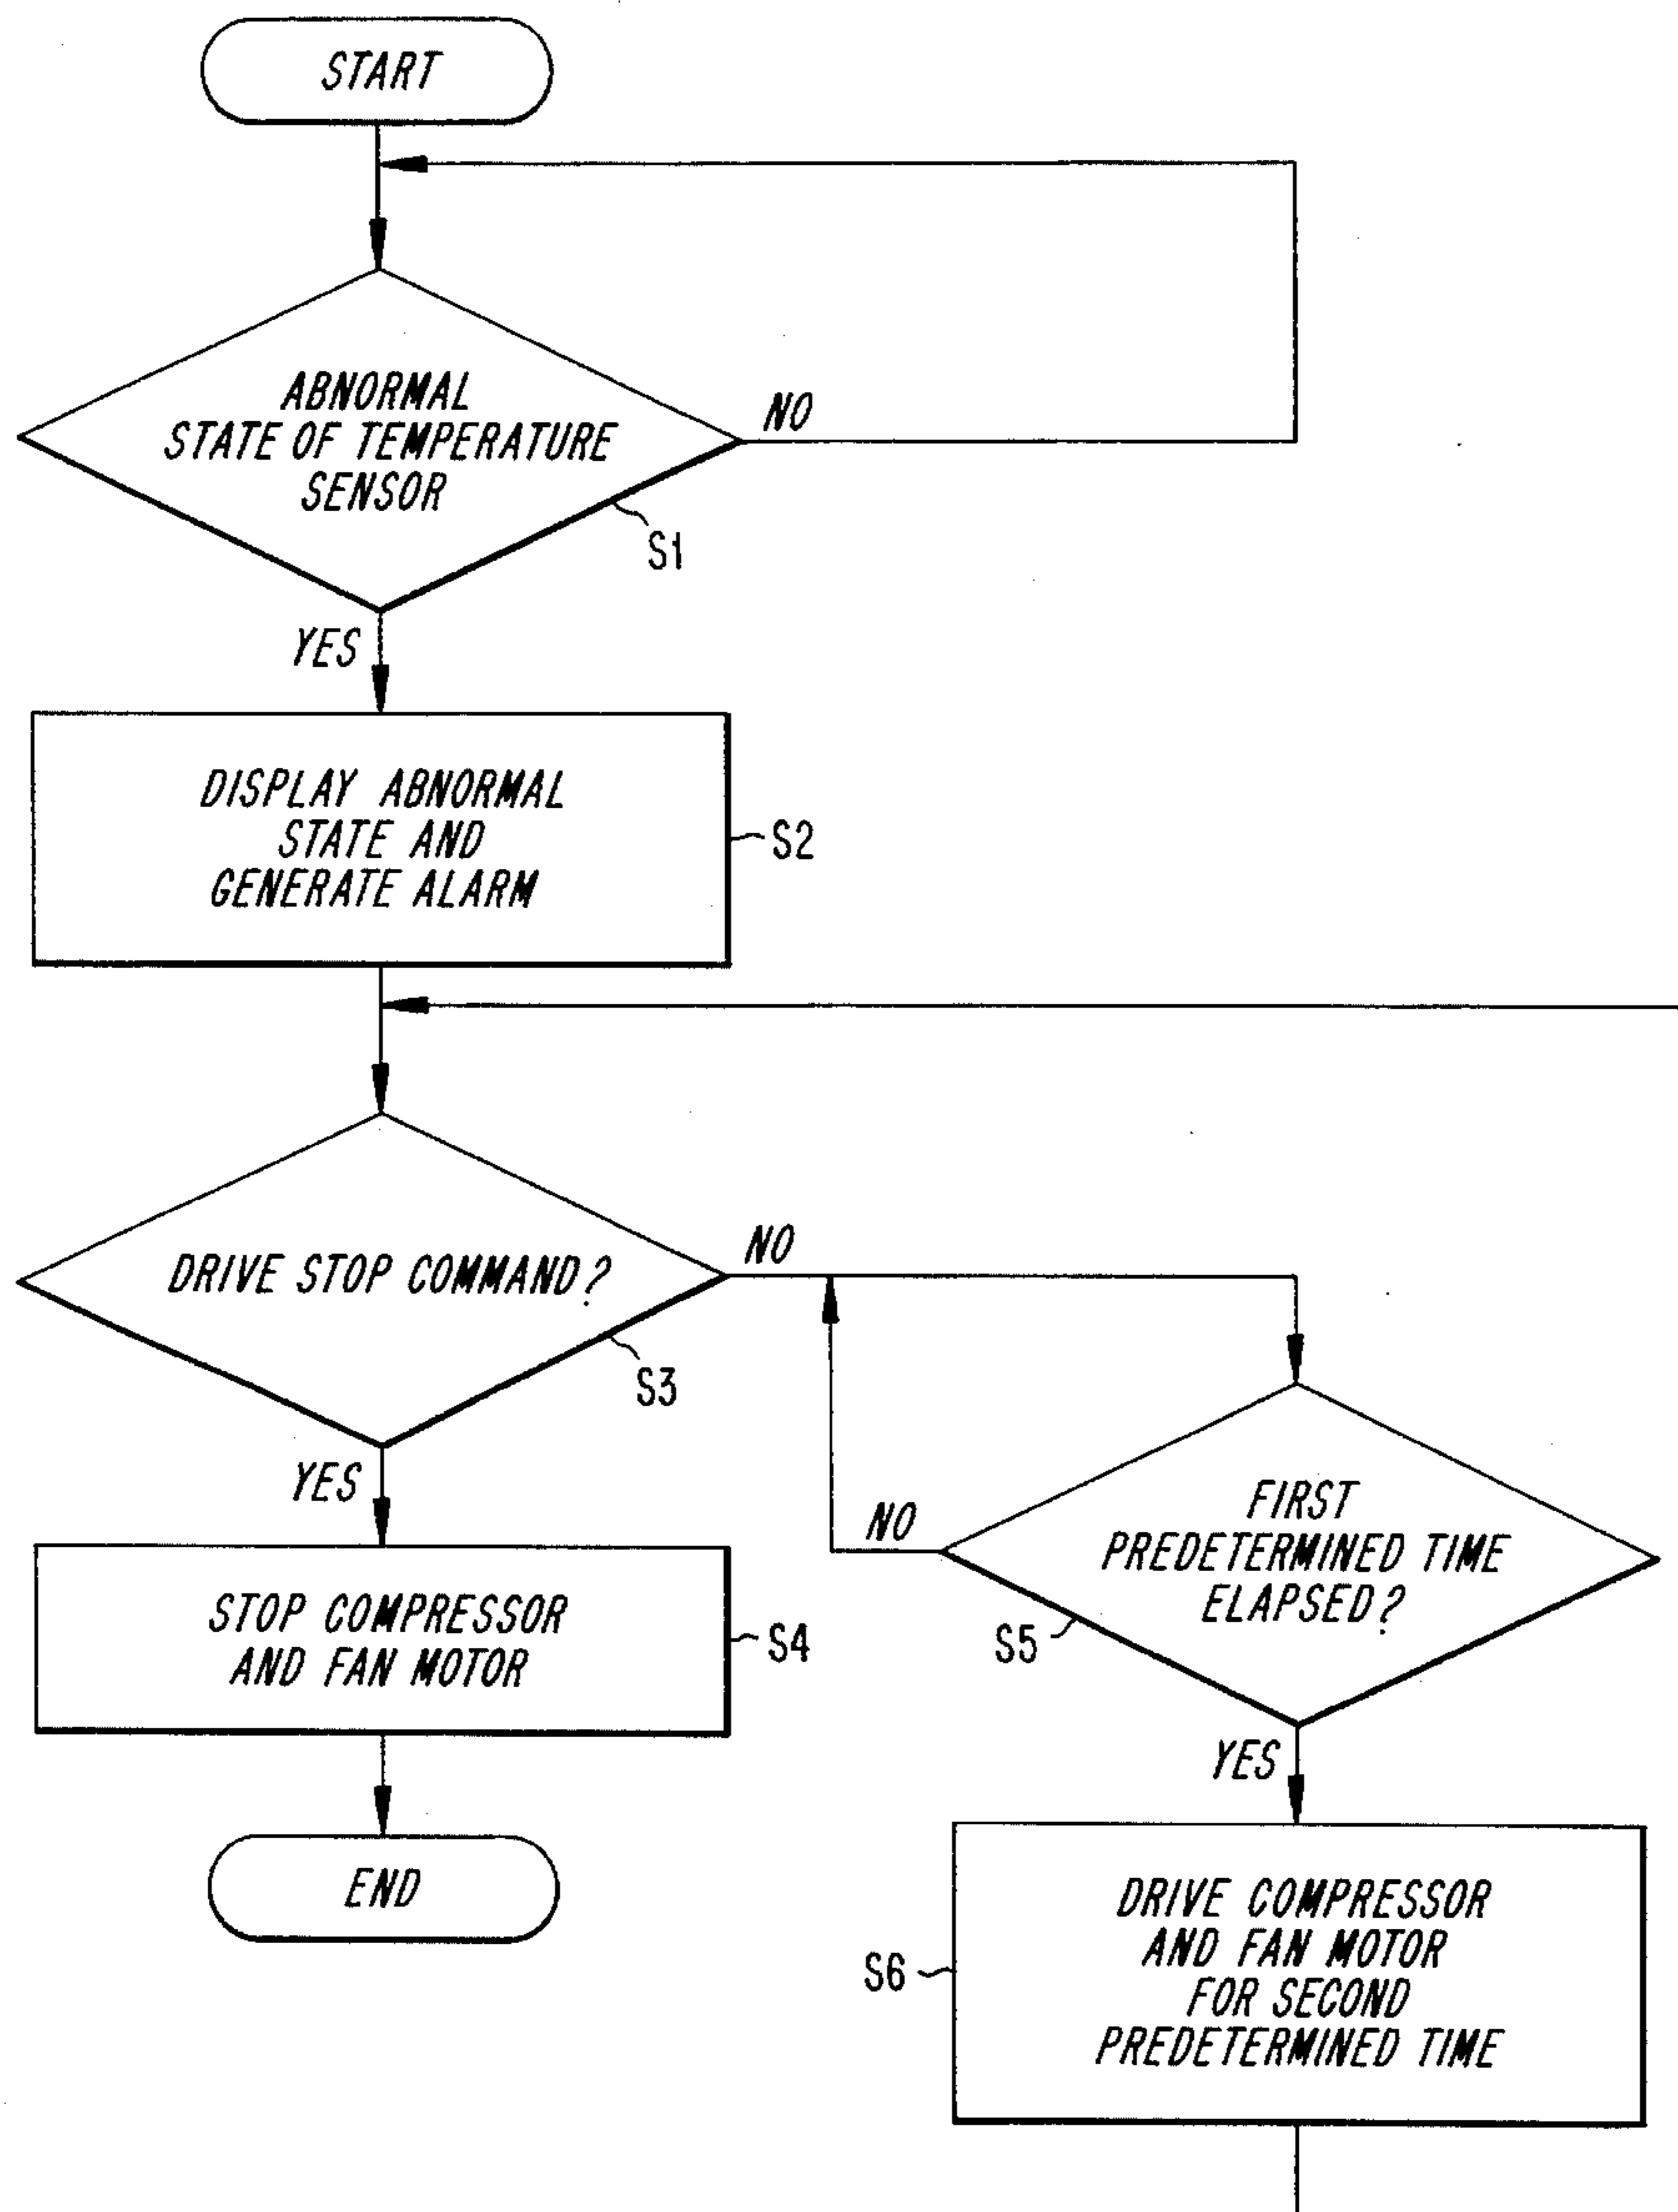 START
ABNORMAL
STATE OF TEMPERATURE
SENSOR
NO
S1
YES
DISPLAY ABNORMAL
STATE AND
GENERATE ALARM
S2
DRIVE STOP COMMAND?
NO
S3
YES
STOP COMPRESSOR
AND FAN MOTOR
S4
END
FIRST
PREDETERMINED TIME
ELAPSED?
NO
S5
YES
DRIVE COMPRESSOR
AND FAN MOTOR
FOR SECOND
PREDETERMINED TIME
S6